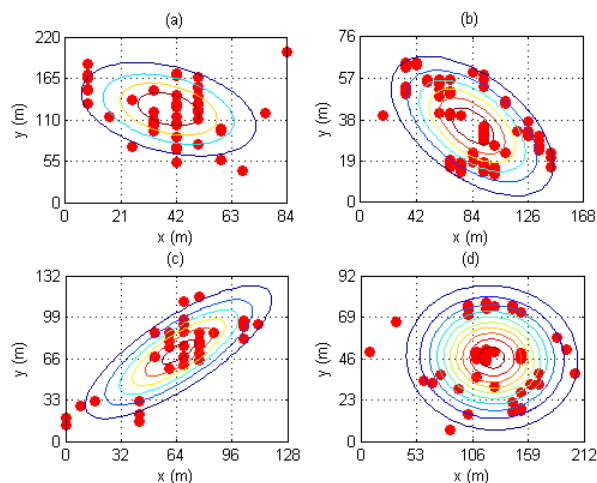 (a)
220
165
110
55
0
y (m)
0 21 42 63 84
x (m)
(b)
76
57
38
19
0
y (m)
0 42 84 126 168
x (m)
(c)
132
99
66
33
0
y (m)
0 32 64 96 128
x (m)
(d)
92
69
46
23
0
y (m)
0 53 106 159 212
x (m)